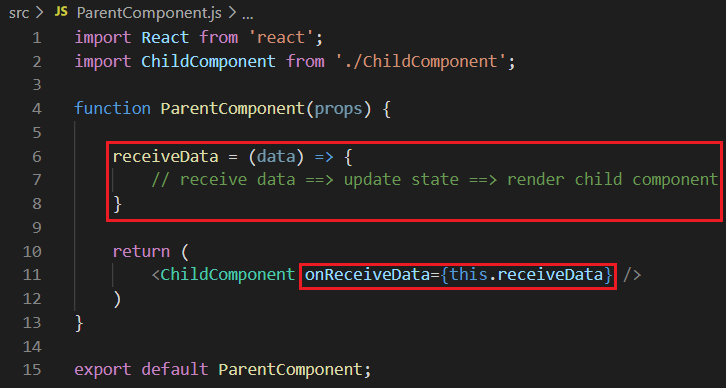 src > JS ParentComponent.js > ...
1 import React from 'react';
2 import ChildComponent from './ChildComponent';
3
4 function ParentComponent(props) {
5
6     receiveData = (data) => {
7         // receive data ==> update state ==> render child component
8     }
9
10     return (
11         <ChildComponent onReceiveData={this.receiveData} />
12     )
13 }
14
15 export default ParentComponent;